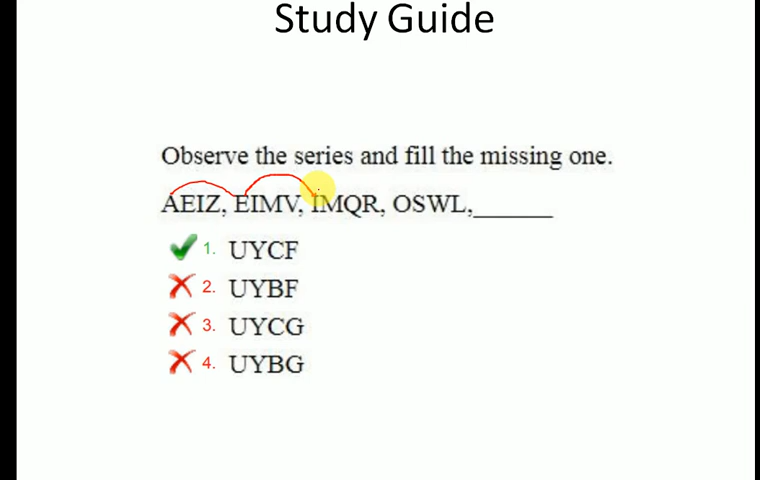 Study Guide
Observe the series and fill the missing one.
AEIZ, EIMV, IMQR, OSWL,______
1. UYCF
2. UYBF
3. UYCG
4. UYBG